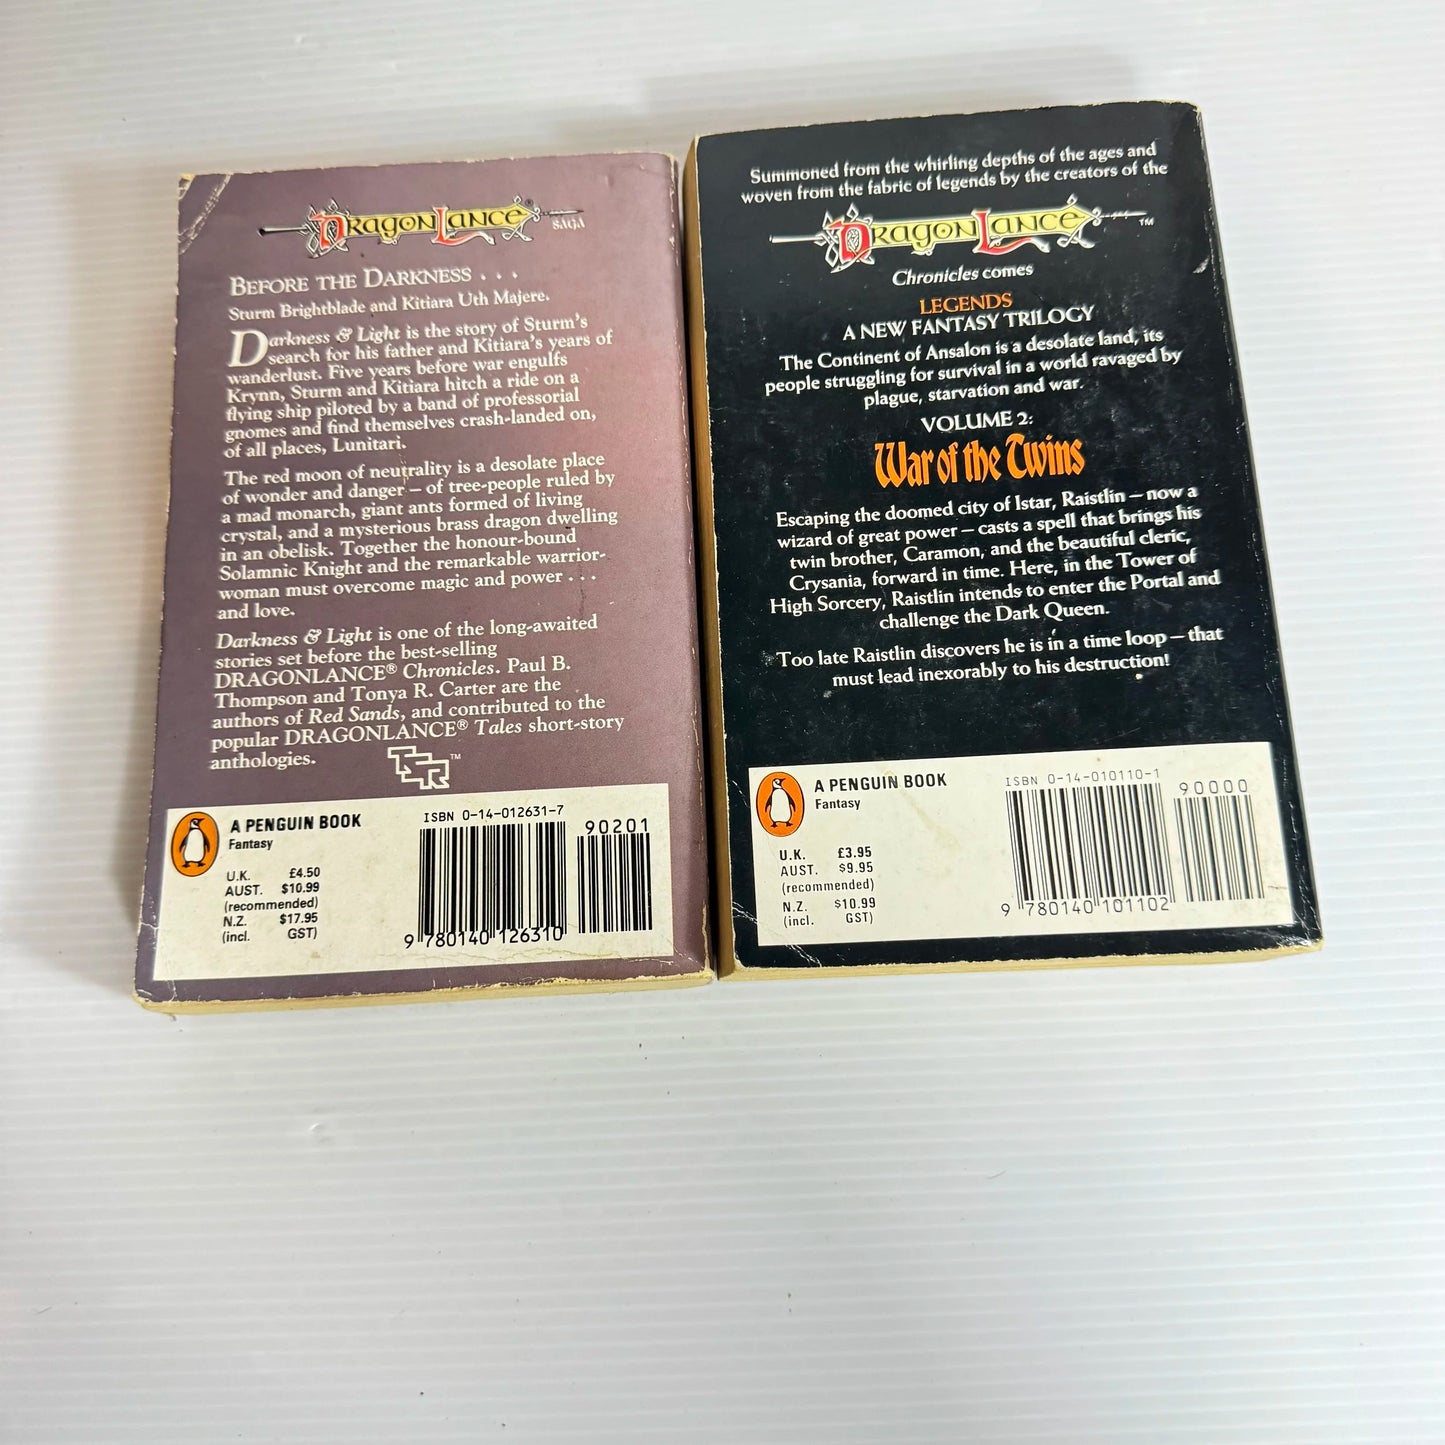 DRAGONLANCE®
SAGA
BEFORE THE DARKNESS . . .
Sturm Brightblade and Kitiara Uth Majere.
Darkness & Light is the story of Sturm's
search for his father and Kitiara's years of
wanderlust. Five years before war engulfs
Krynn, Sturm and Kitiara hitch a ride on a
flying ship piloted by a band of professorial
gnomes and find themselves crash-landed on,
of all places, Lunitari.
The red moon of neutrality is a desolate place
of wonder and danger – of tree-people ruled by
a mad monarch, giant ants formed of living
crystal, and a mysterious brass dragon dwelling
in an obelisk. Together the honour-bound
Solamnic Knight and the remarkable warrior-
woman must overcome magic and power . . .
and love.
Darkness & Light is one of the long-awaited
stories set before the best-selling
DRAGONLANCE® Chronicles. Paul B.
Thompson and Tonya R. Carter are the
authors of Red Sands, and contributed to the
popular DRAGONLANCE® Tales short-story
anthologies.
TSR™
A PENGUIN BOOK
Fantasy
U.K. £4.50
AUST. $10.99
(recommended)
N.Z. $17.95
(incl. GST)
ISBN 0-14-012631-7
90201
9 780140 126310
Summoned from the whirling depths of the ages and
woven from the fabric of legends by the creators of the
DRAGONLANCE™
Chronicles comes
LEGENDS
A NEW FANTASY TRILOGY
The Continent of Ansalon is a desolate land, its
people struggling for survival in a world ravaged by
plague, starvation and war.
VOLUME 2:
War of the Twins
Escaping the doomed city of Istar, Raistlin – now a
wizard of great power – casts a spell that brings his
twin brother, Caramon, and the beautiful cleric,
Crysania, forward in time. Here, in the Tower of
High Sorcery, Raistlin intends to enter the Portal and
challenge the Dark Queen.
Too late Raistlin discovers he is in a time loop – that
must lead inexorably to his destruction!
A PENGUIN BOOK
Fantasy
U.K. £3.95
AUST. $9.95
(recommended)
N.Z. $10.99
(incl. GST)
ISBN 0-14-010110-1
90000
9 780140 101102